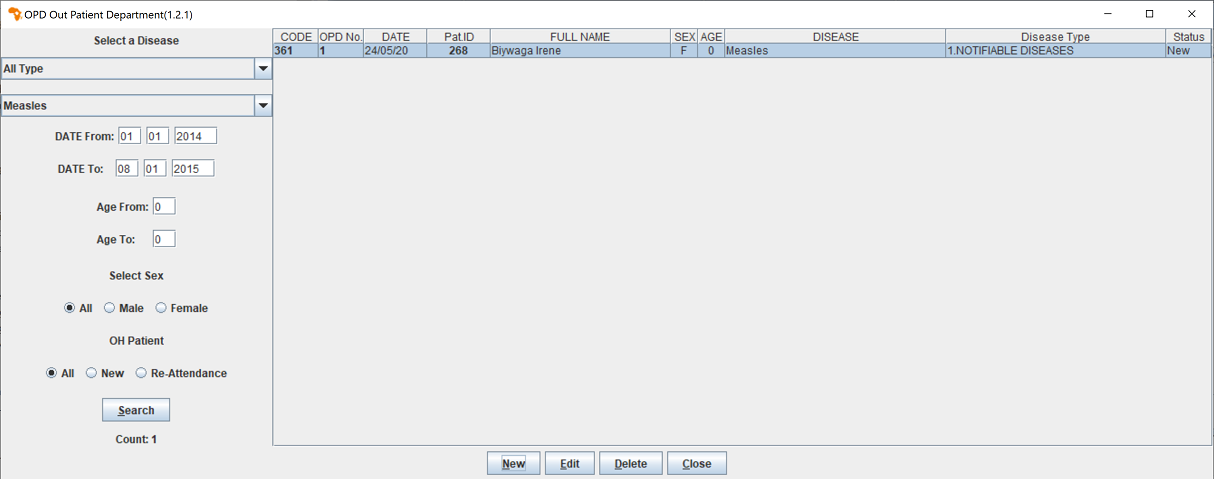 OPD Out Patient Department(1.2.1)
Select a Disease
All Type
Measles
DATE From: 01 01 2014
DATE To: 08 01 2015
Age From: 0
Age To: 0
Select Sex
All Male Female
OH Patient
All New Re-Attendance
Search
Count: 1
CODE OPD No. DATE Pat.ID FULL NAME SEX AGE DISEASE Disease Type Status
361 1 24/05/20 268 Biywaga Irene F 0 Measles 1.NOTIFIABLE DISEASES New
New Edit Delete Close